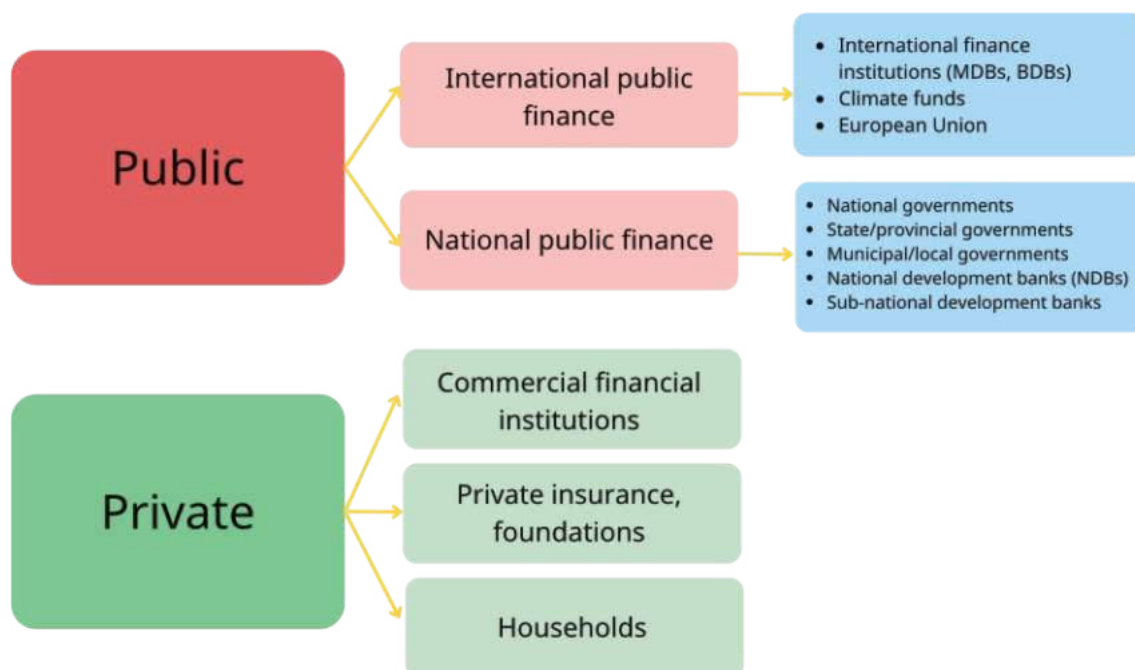 Public
International public
finance
• International finance
institutions (MDBs, BDBs)
• Climate funds
• European Union
National public finance
• National governments
• State/provincial governments
• Municipal/local governments
• National development banks (NDBs)
• Sub-national development banks
Private
Commercial financial
institutions
Private insurance,
foundations
Households